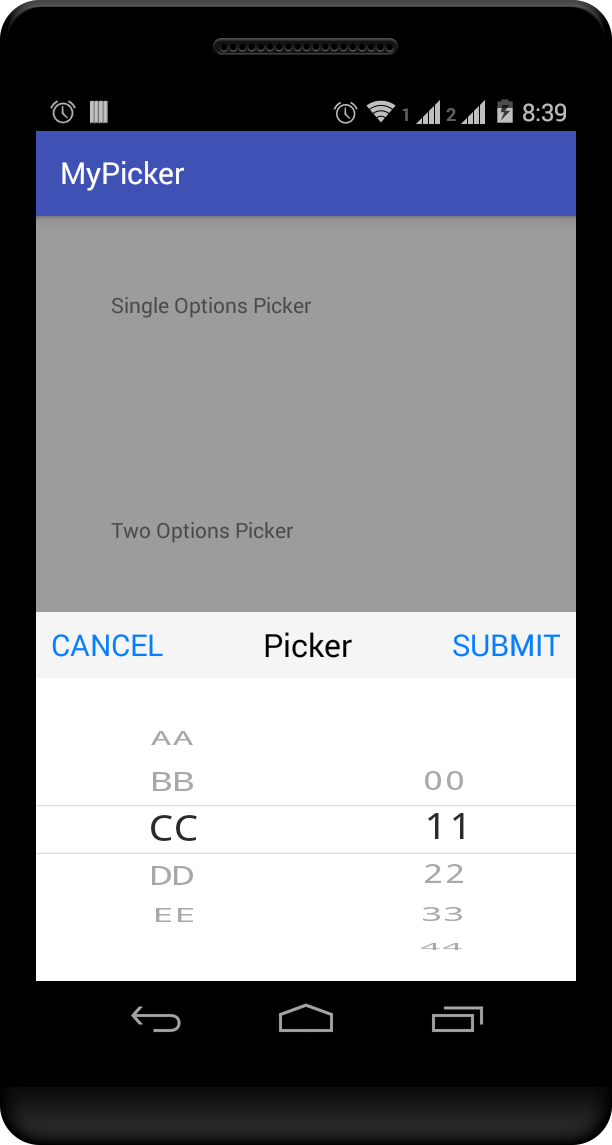 1 2 8:39
MyPicker
Single Options Picker
Two Options Picker
CANCEL Picker SUBMIT
AA
BB 00
CC 11
DD 22
EE 33
44